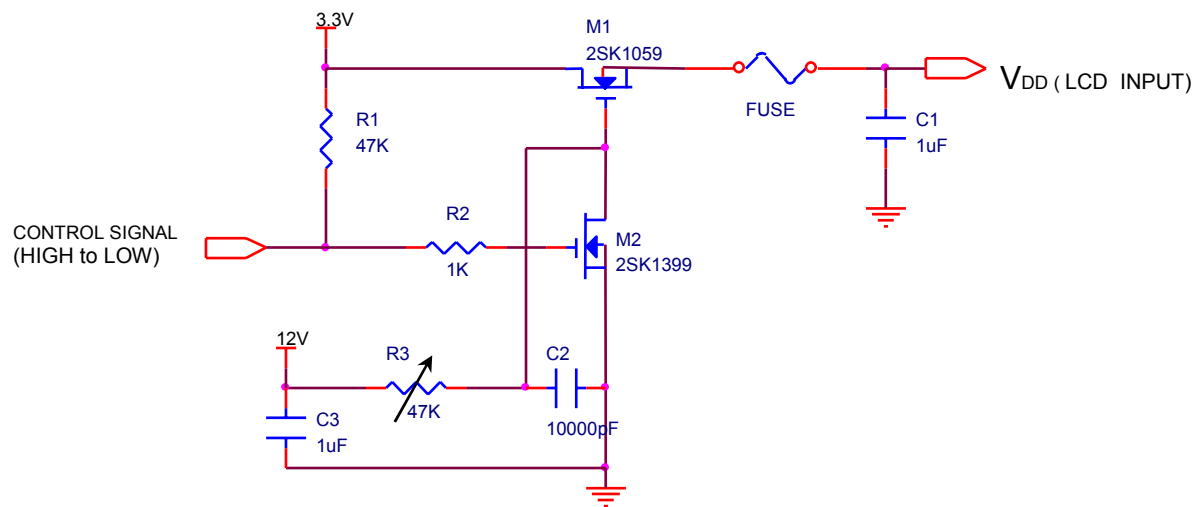 3.3V
M1
2SK1059
R1
47K
FUSE
C1
1uF
VDD ( LCD INPUT)
CONTROL SIGNAL
(HIGH to LOW)
R2
1K
M2
2SK1399
12V
R3
47K
C2
10000pF
C3
1uF